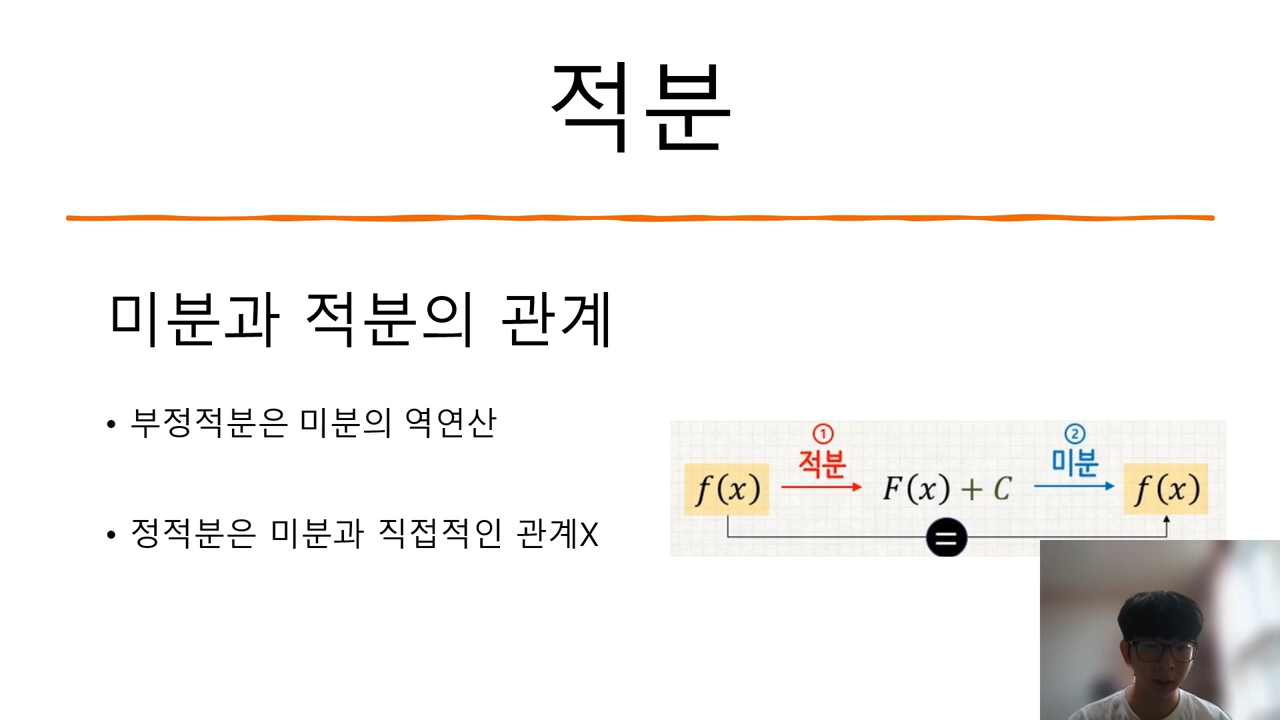 적분
미분과 적분의 관계
• 부정적분은 미분의 역연산
• 정적분은 미분과 직접적인 관계X
① ②
적분 미분
f(x) F(x) + C f(x)
=